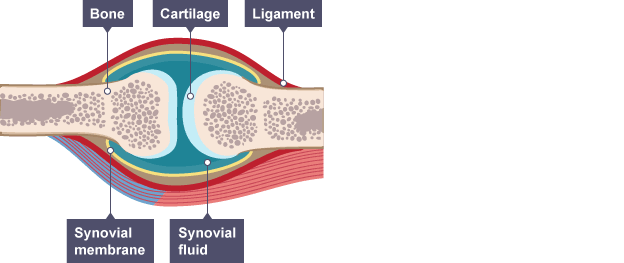 Bone
Cartilage
Ligament
Synovial
membrane
Synovial
fluid